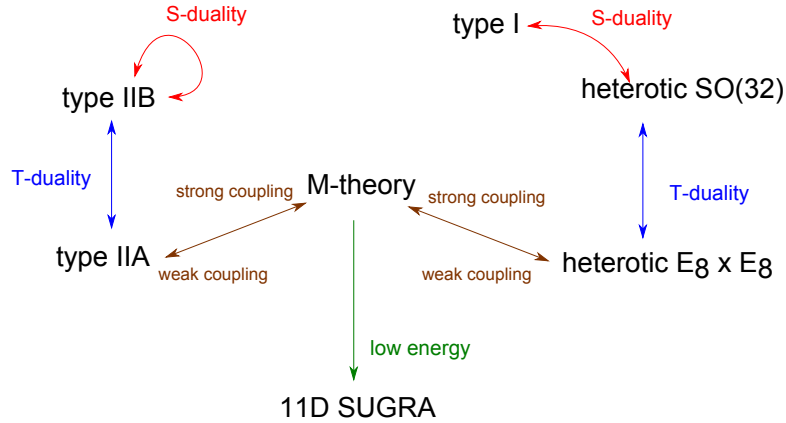 S-duality
type I
S-duality
type IIB
heterotic SO(32)
T-duality
strong coupling
M-theory
strong coupling
T-duality
type IIA
weak coupling
weak coupling
heterotic E8 x E8
low energy
11D SUGRA